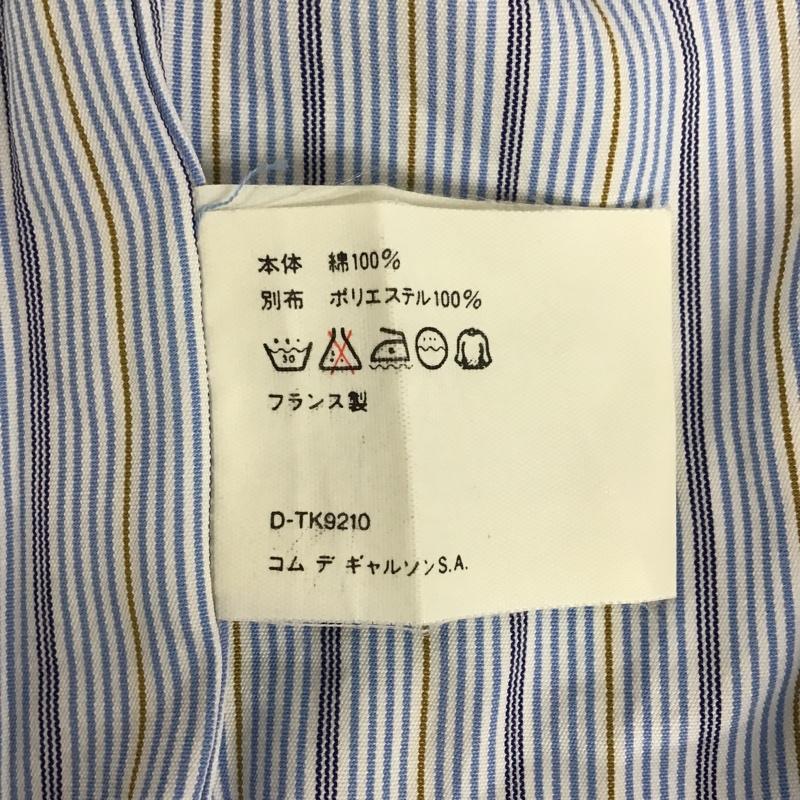 本体 綿100%
別布 ポリエステル100%
30
フランス製
D-TK9210
コム デ ギャルソンS.A.